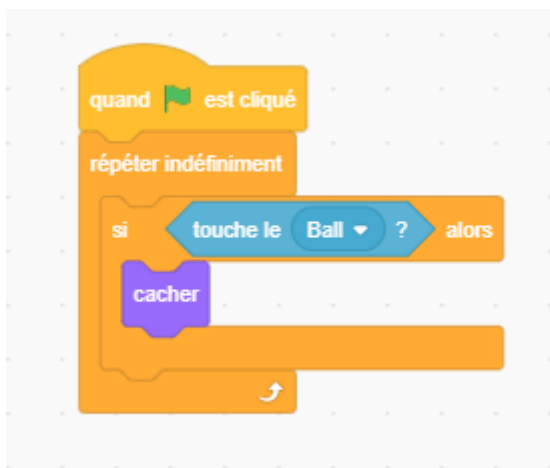 quand est cliqué
répéter indéfiniment
si touche le Ball ? alors
cacher